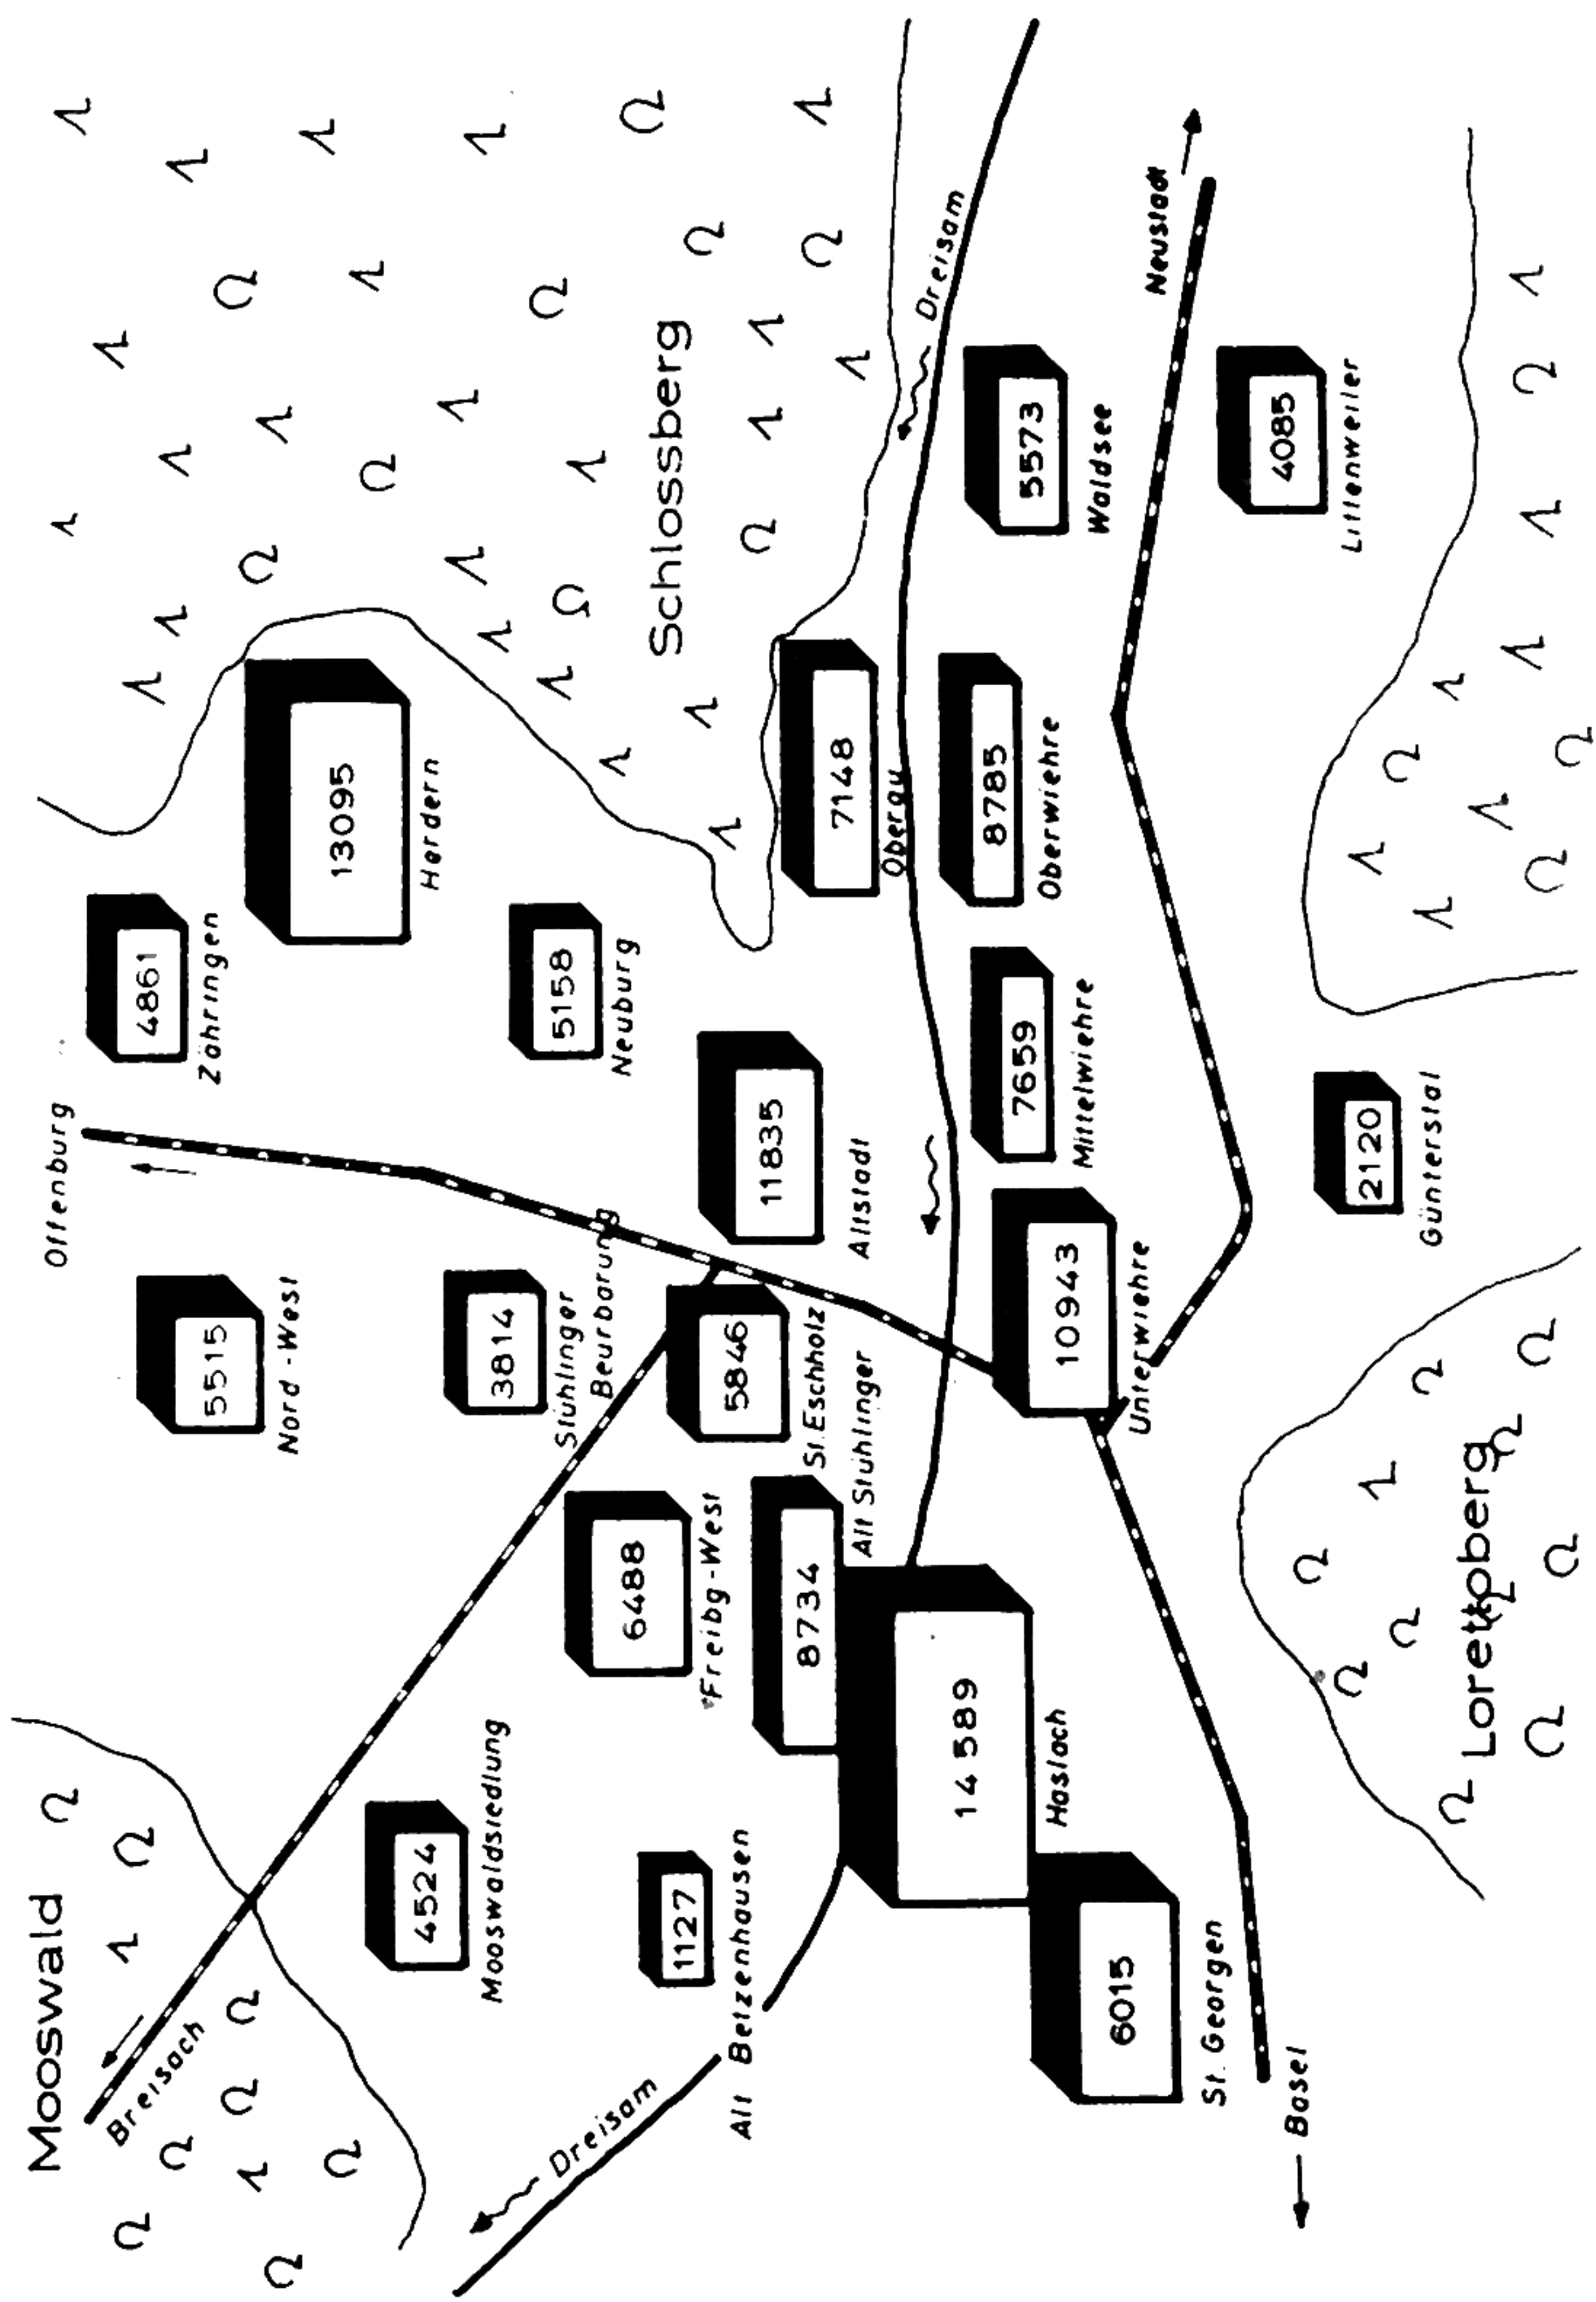 Mooswald
Offenburg
Breisach
4861
Zähringen
5515
Nord-West
13095
Herdern
4524
Mooswaldsiedlung
3814
Stühlinger
Beurbarung
5158
Neuburg
Dreisam
6488
Freibg-West
1127
Alt Betzenhausen
5846
St.Eschholz
Schlossberg
11835
Altstadt
8734
Alt Stühlinger
7148
Oberau
Dreisam
14589
Haslach
8785
Oberwiehre
5573
Waldsee
7659
Mittelwiehre
10943
Unterwiehre
6015
St.Georgen
Neustadt
Basel
4085
Littenweiler
2120
Günterstal
Lorettoberg